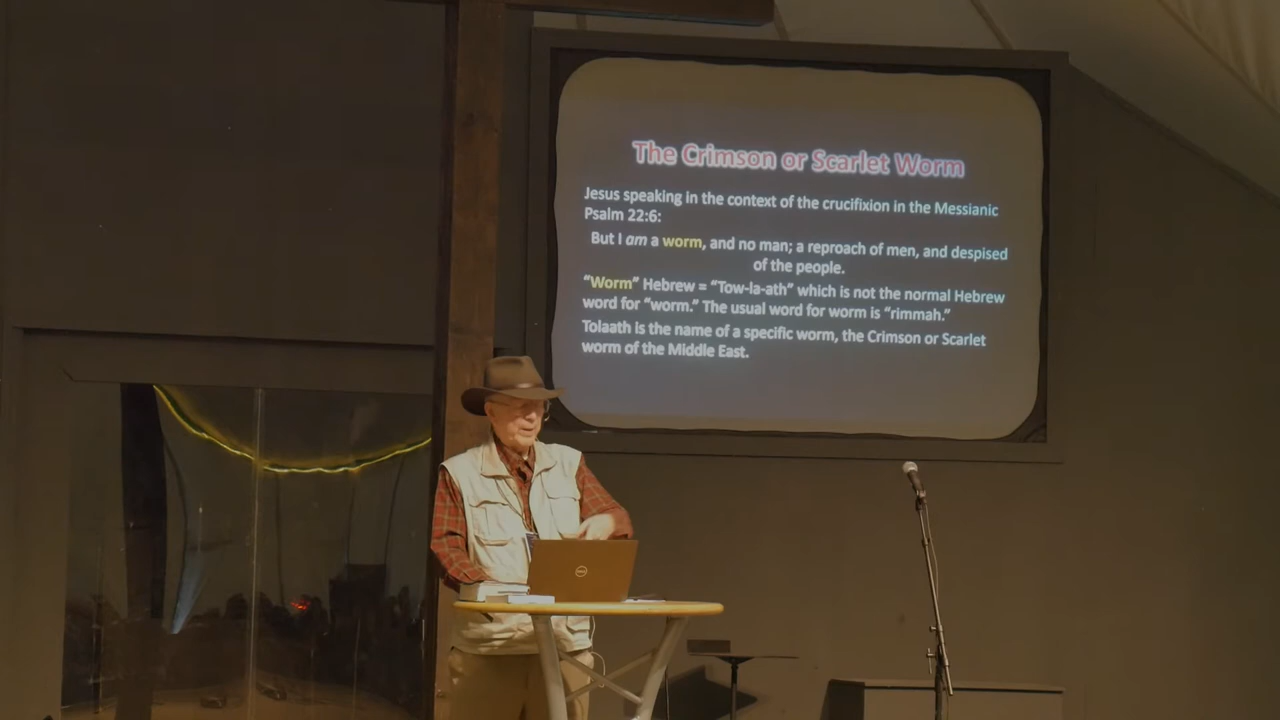 The Crimson or Scarlet Worm
Jesus speaking in the context of the crucifixion in the Messianic
Psalm 22:6:
But I am a worm, and no man; a reproach of men, and despised
of the people.
“Worm” Hebrew = “Tow-la-ath” which is not the normal Hebrew
word for “worm.” The usual word for worm is “rimmah.”
Tolaath is the name of a specific worm, the Crimson or Scarlet
worm of the Middle East.
DELL